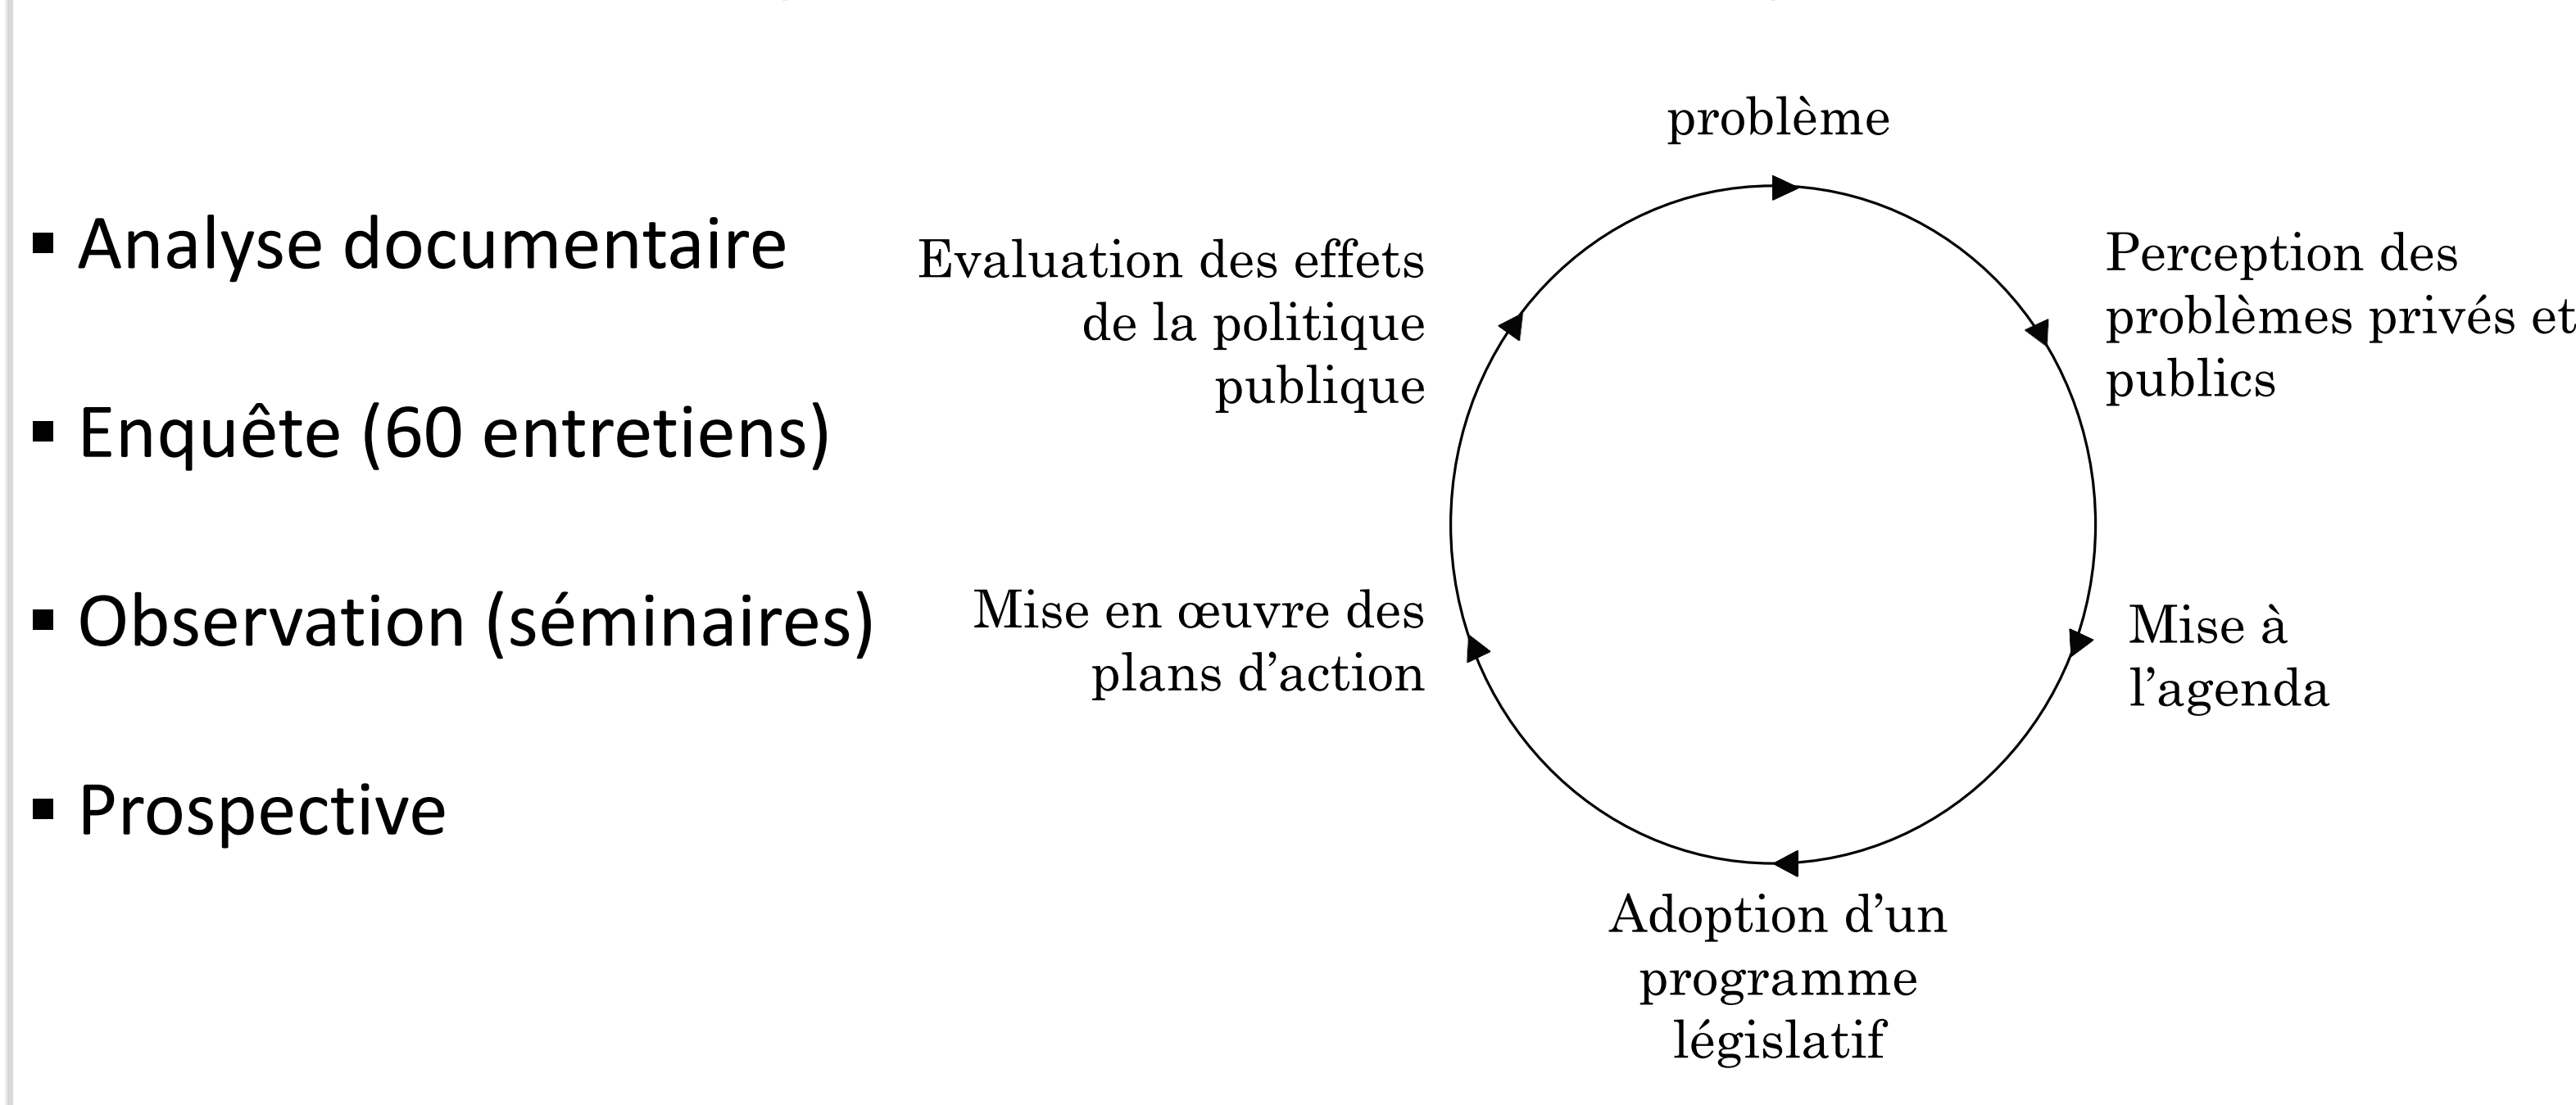 ▪ Analyse documentaire
▪ Enquête (60 entretiens)
▪ Observation (séminaires)
▪ Prospective
problème
Perception des
problèmes privés et
publics
Mise à
l’agenda
Adoption d’un
programme
législatif
Mise en œuvre des
plans d’action
Evaluation des effets
de la politique
publique